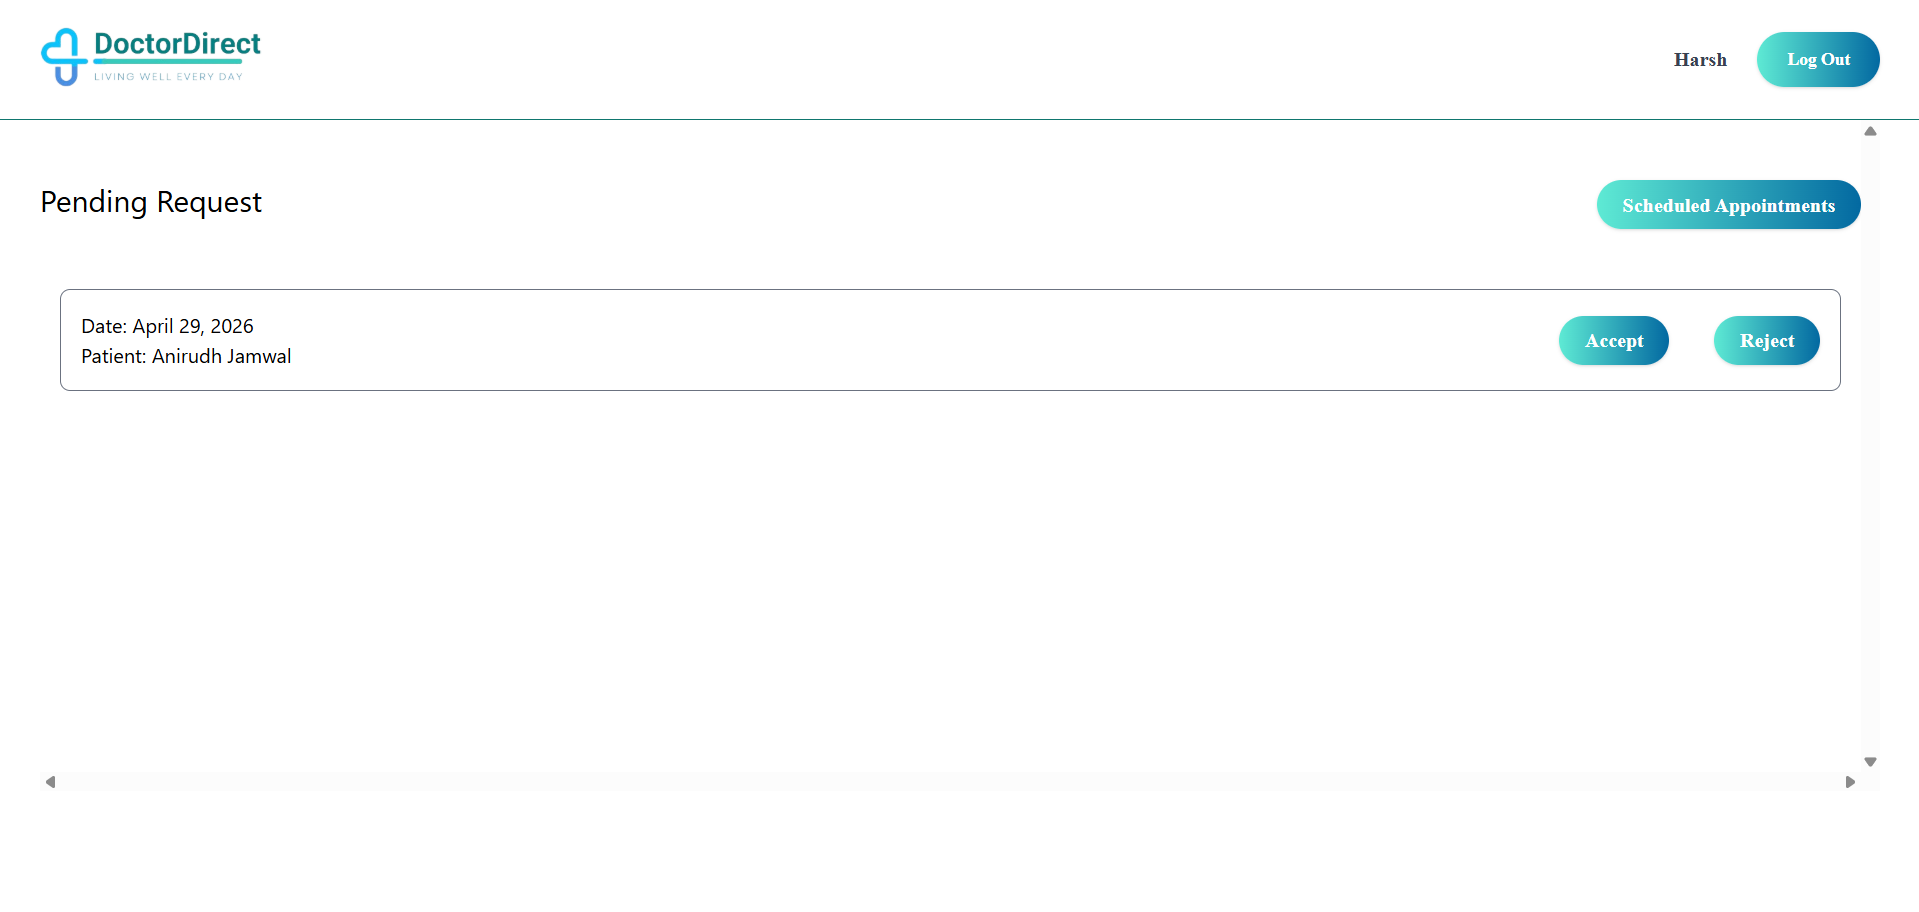 DoctorDirect
LIVING WELL EVERY DAY
Harsh
Log Out
Pending Request
Scheduled Appointments
Date: April 29, 2026
Patient: Anirudh Jamwal
Accept
Reject